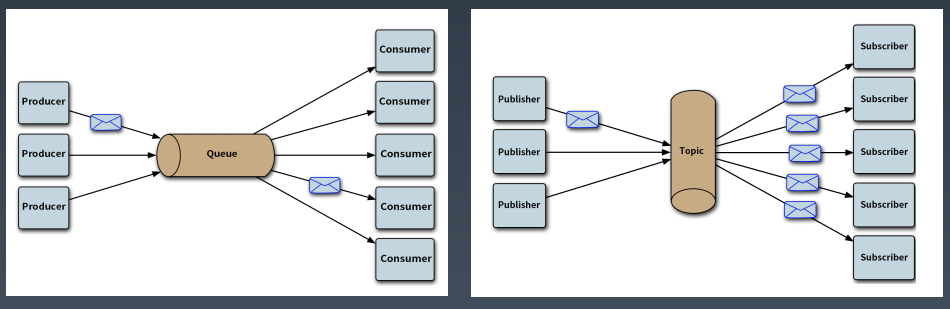 Producer
Producer
Producer
Queue
Consumer
Consumer
Consumer
Consumer
Consumer
Publisher
Publisher
Publisher
Topic
Subscriber
Subscriber
Subscriber
Subscriber
Subscriber